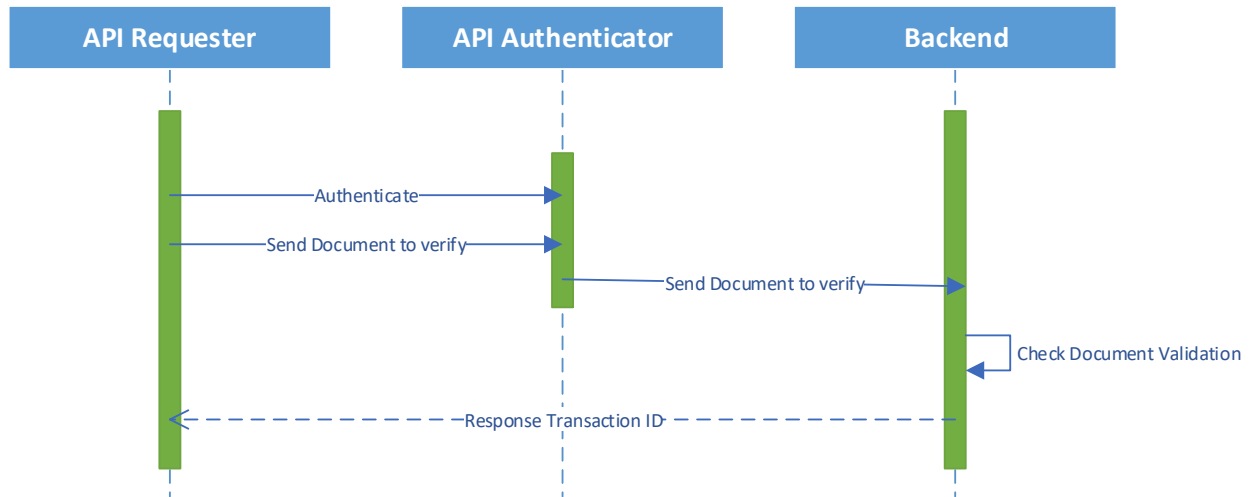 API Requester
API Authenticator
Backend
Authenticate
Send Document to verify
Send Document to verify
Check Document Validation
Response Transaction ID